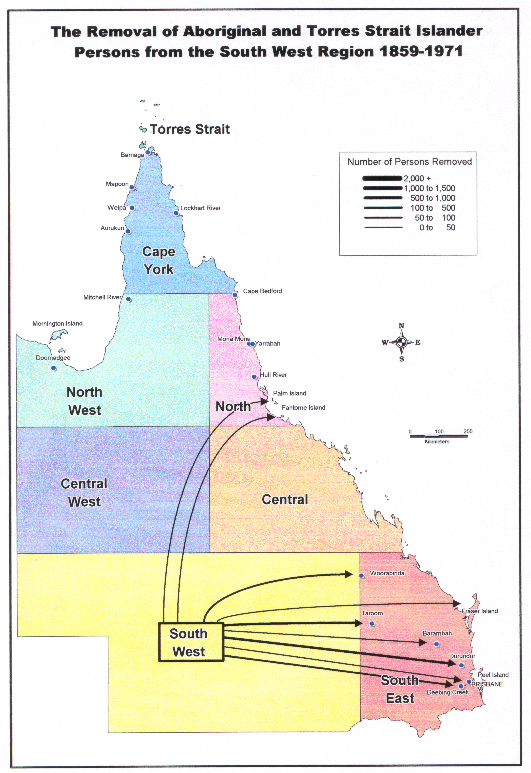 The Removal of Aboriginal and Torres Strait Islander
Persons from the South West Region 1859-1971
Torres Strait
Bamaga
Number of Persons Removed
2,000 +
1,000 to 1,500
500 to 1,000
100 to 500
50 to 100
0 to 50
Mapoon
Weipa
Lockhart River
Aurukun
Cape
York
Cape Bedford
Mitchell River
Mornington Island
Doomadgee
Mona Mona
Yarrabah
N
W
E
S
Hull River
North
West
North
Palm Island
Fantome Island
0 100 200
Kilometers
Central
West
Central
Woorabinda
Fraser Island
Taroom
South
West
Barambah
Durundur
Peel Island
BRISBANE
Deebing Creek
South
East